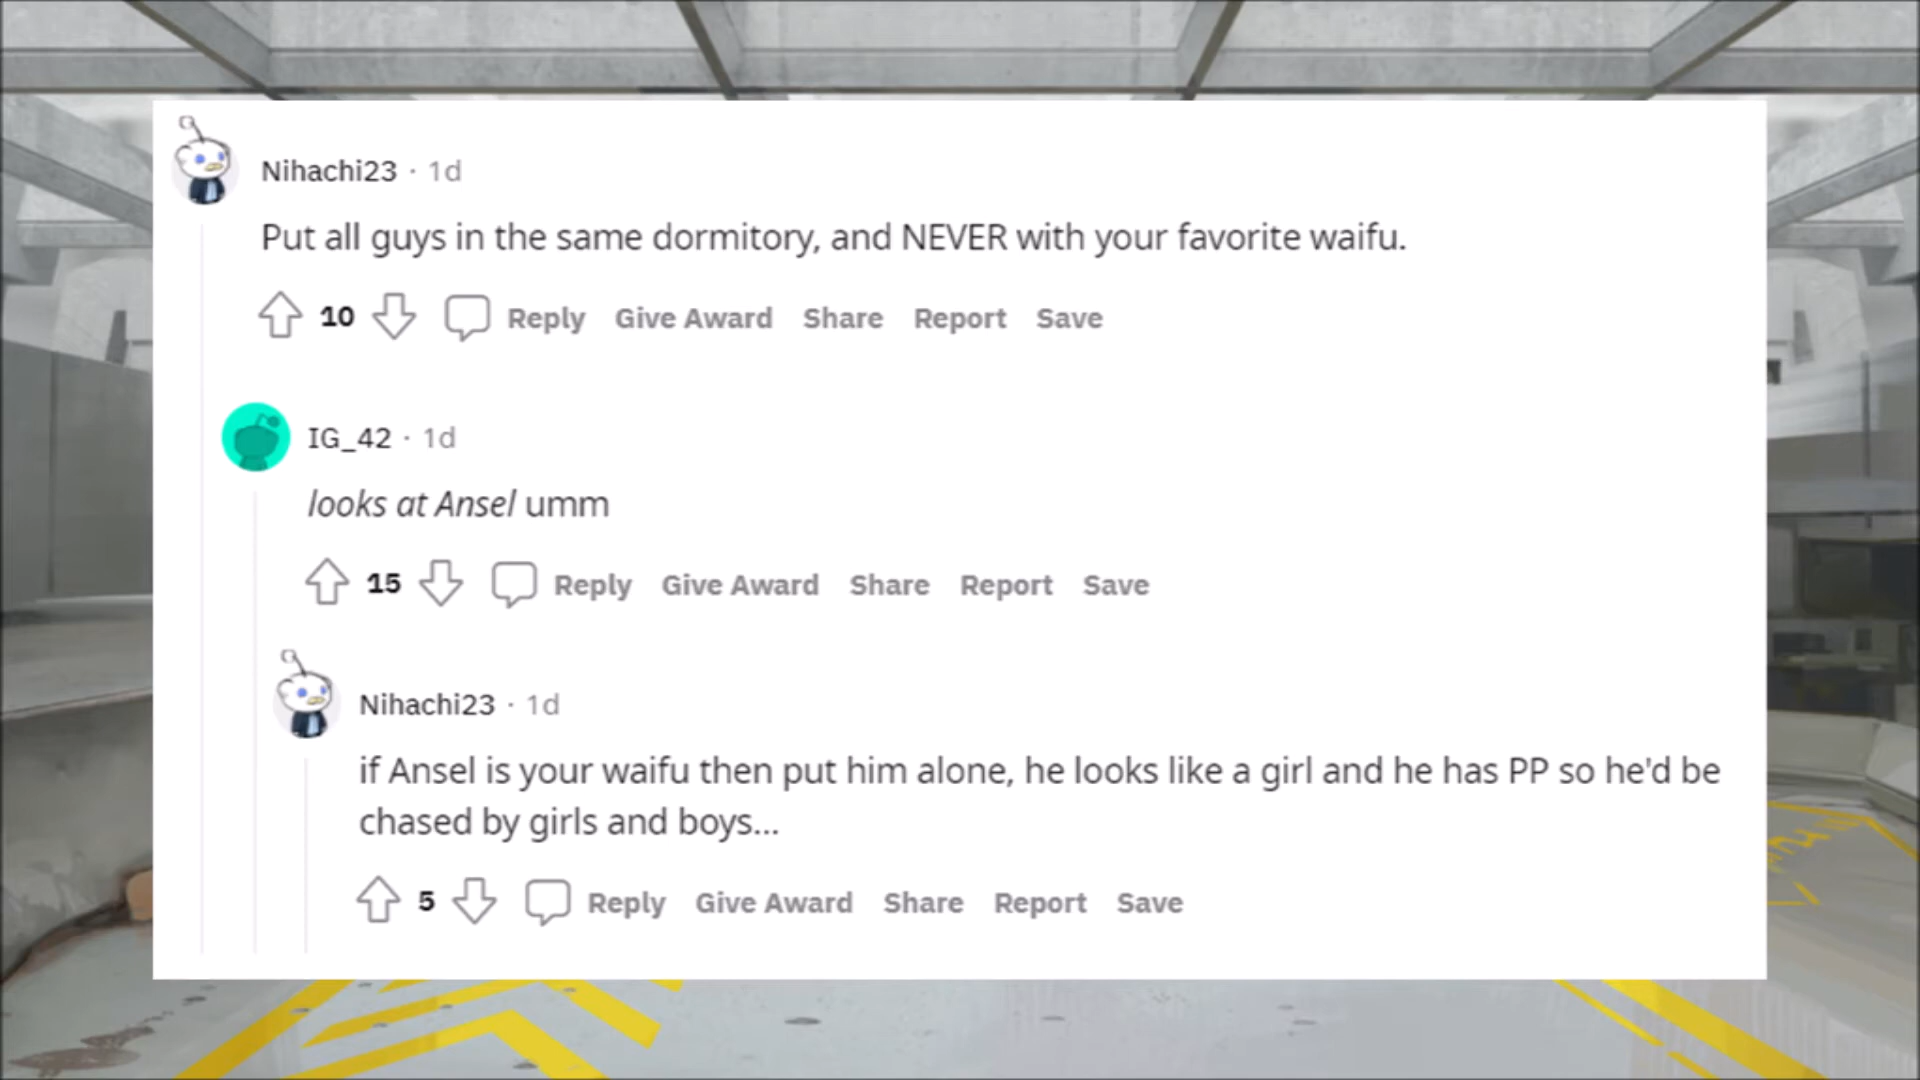 Nihachi23 · 1d
Put all guys in the same dormitory, and NEVER with your favorite waifu.
10 Reply Give Award Share Report Save
IG_42 · 1d
looks at Ansel umm
15 Reply Give Award Share Report Save
Nihachi23 · 1d
if Ansel is your waifu then put him alone, he looks like a girl and he has PP so he'd be
chased by girls and boys...
5 Reply Give Award Share Report Save